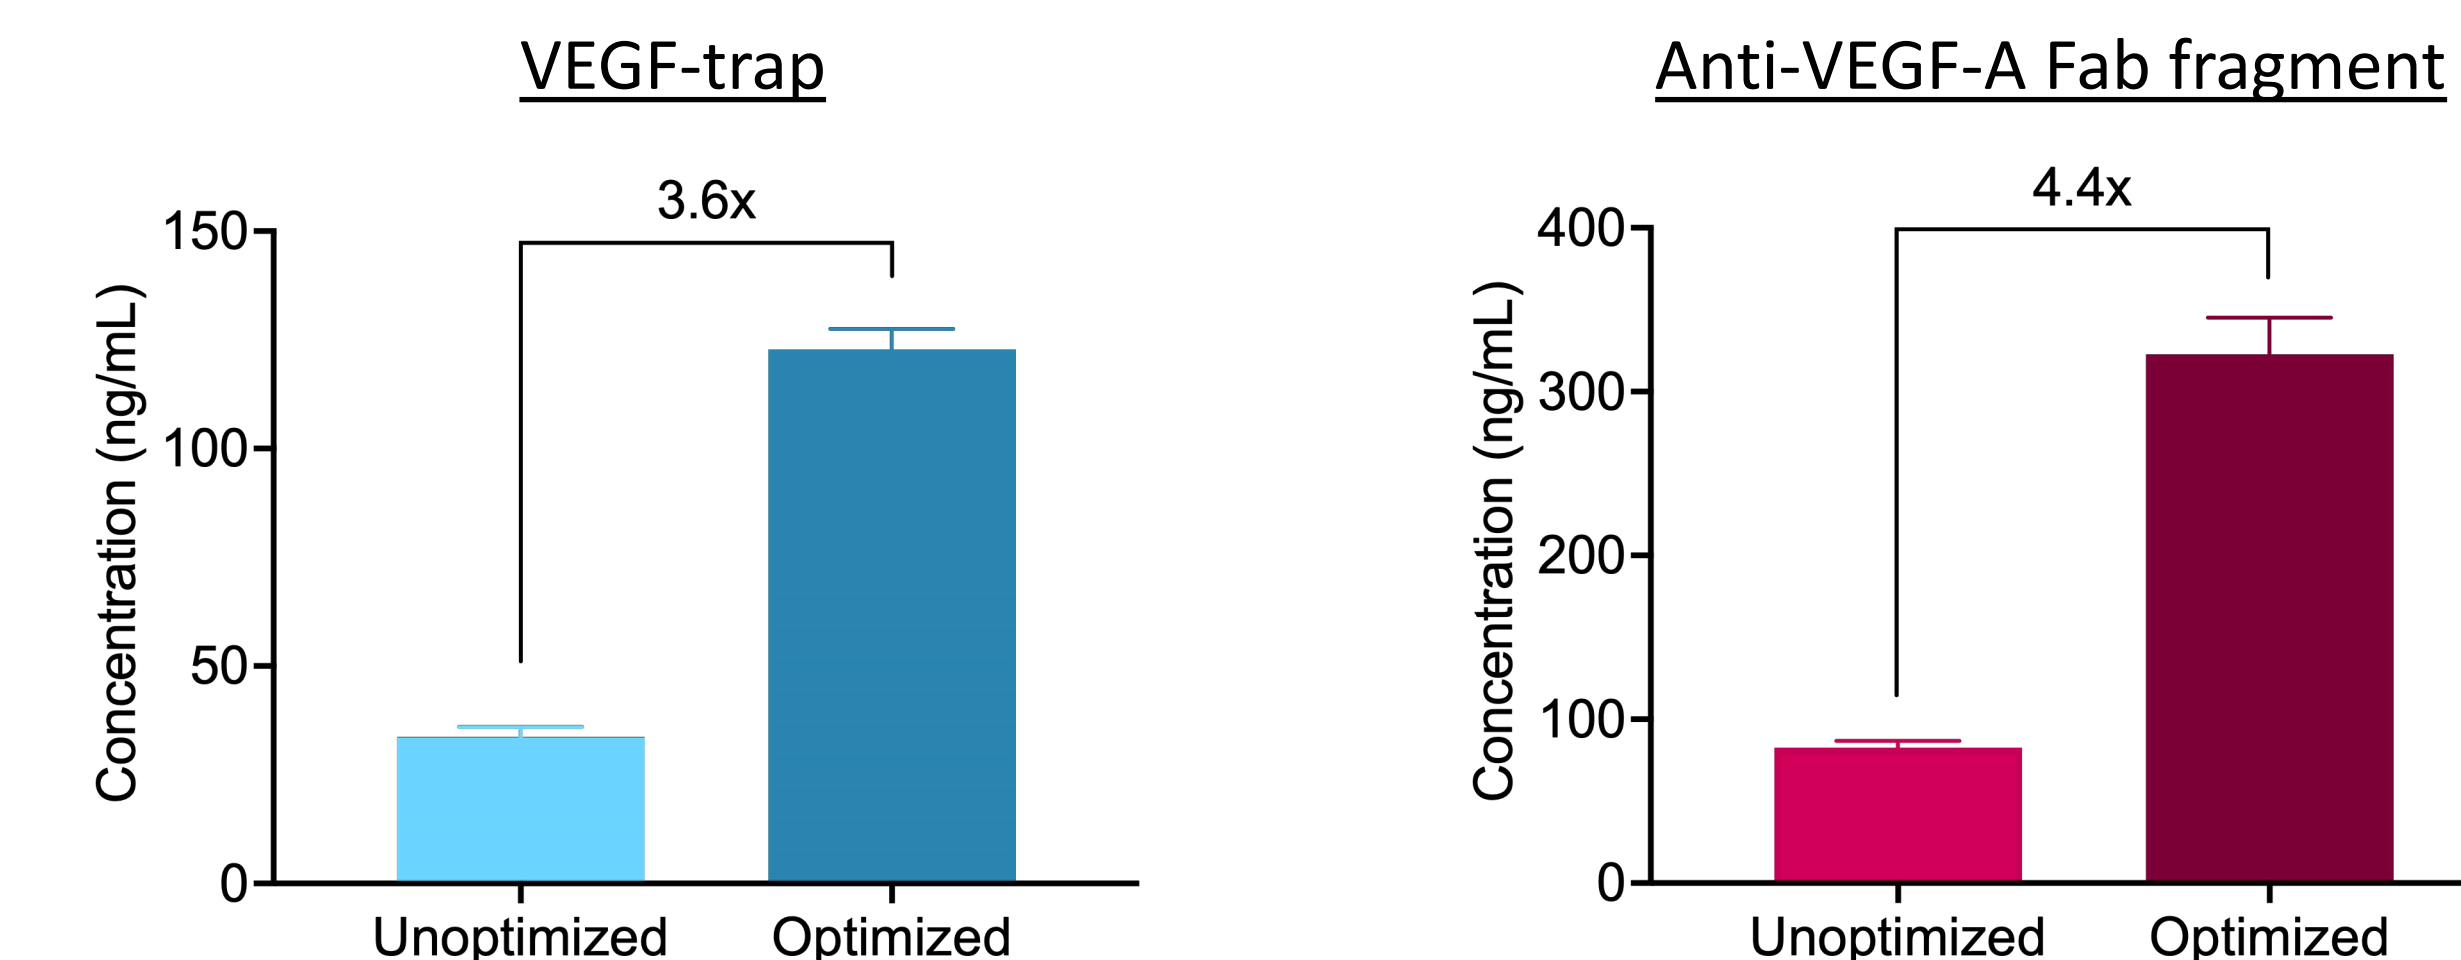 VEGF-trap
3.6x
150
100
50
0
Concentration (ng/mL)
Unoptimized
Optimized
Anti-VEGF-A Fab fragment
4.4x
400
300
200
100
0
Concentration (ng/mL)
Unoptimized
Optimized